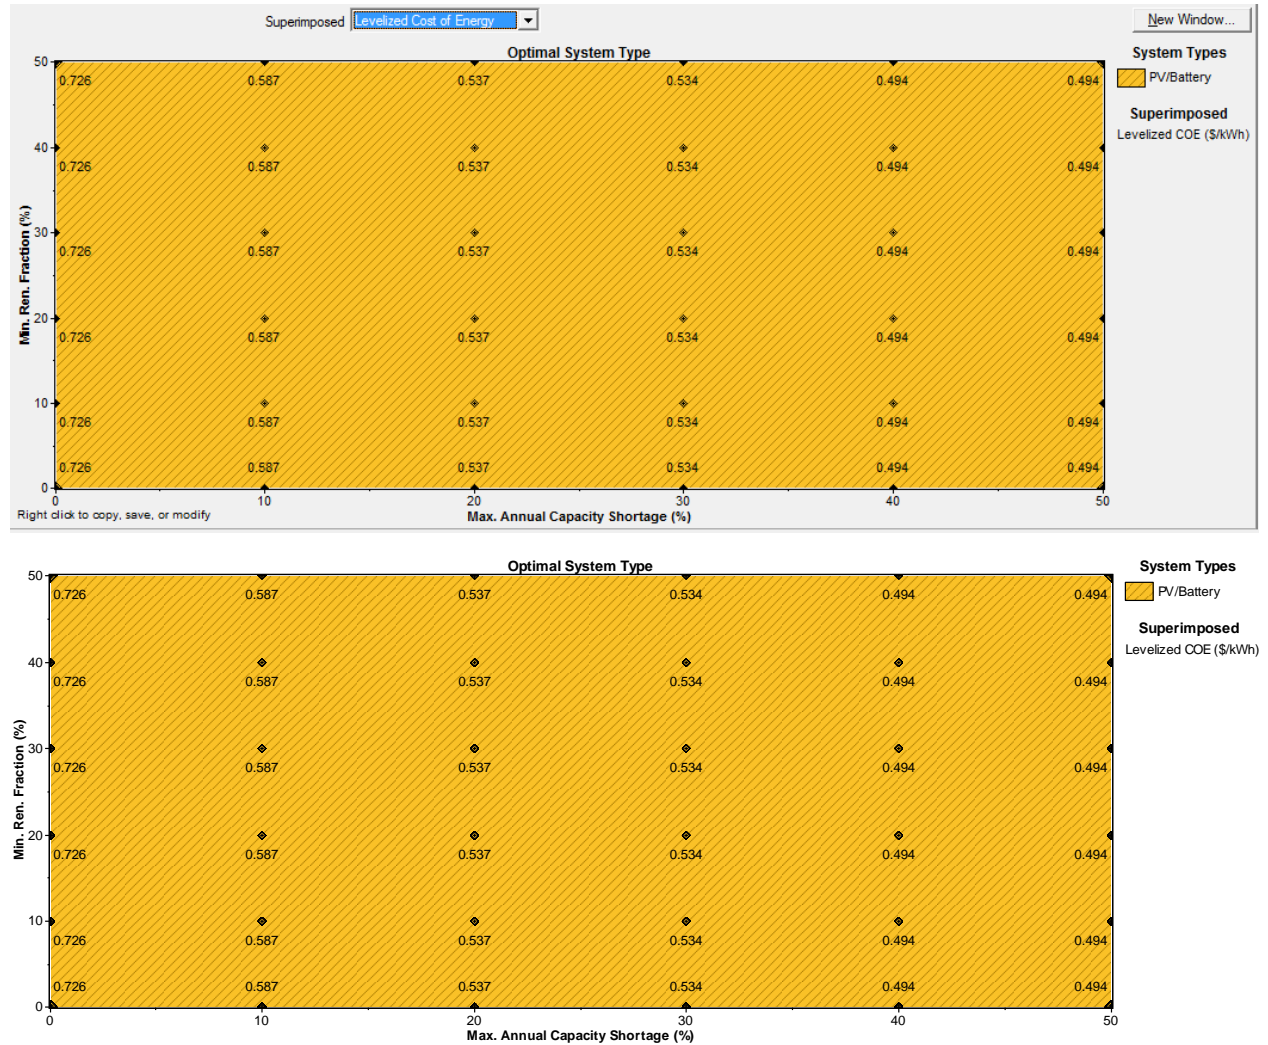 Superimposed Levelized Cost of Energy New Window...
Optimal System Type
System Types
PV/Battery
Superimposed
Levelized COE ($/kWh)
Min. Ren. Fraction (%)
50
0.726 0.587 0.537 0.534 0.494 0.494
40
0.726 0.587 0.537 0.534 0.494 0.494
30
0.726 0.587 0.537 0.534 0.494 0.494
20
0.726 0.587 0.537 0.534 0.494 0.494
10
0.726 0.587 0.537 0.534 0.494 0.494
0.726 0.587 0.537 0.534 0.494 0.494
0
0 10 20 30 40 50
Right click to copy, save, or modify
Max. Annual Capacity Shortage (%)
Optimal System Type
System Types
PV/Battery
Superimposed
Levelized COE ($/kWh)
Min. Ren. Fraction (%)
50
0.726 0.587 0.537 0.534 0.494 0.494
40
0.726 0.587 0.537 0.534 0.494 0.494
30
0.726 0.587 0.537 0.534 0.494 0.494
20
0.726 0.587 0.537 0.534 0.494 0.494
10
0.726 0.587 0.537 0.534 0.494 0.494
0.726 0.587 0.537 0.534 0.494 0.494
0
0 10 20 30 40 50
Max. Annual Capacity Shortage (%)